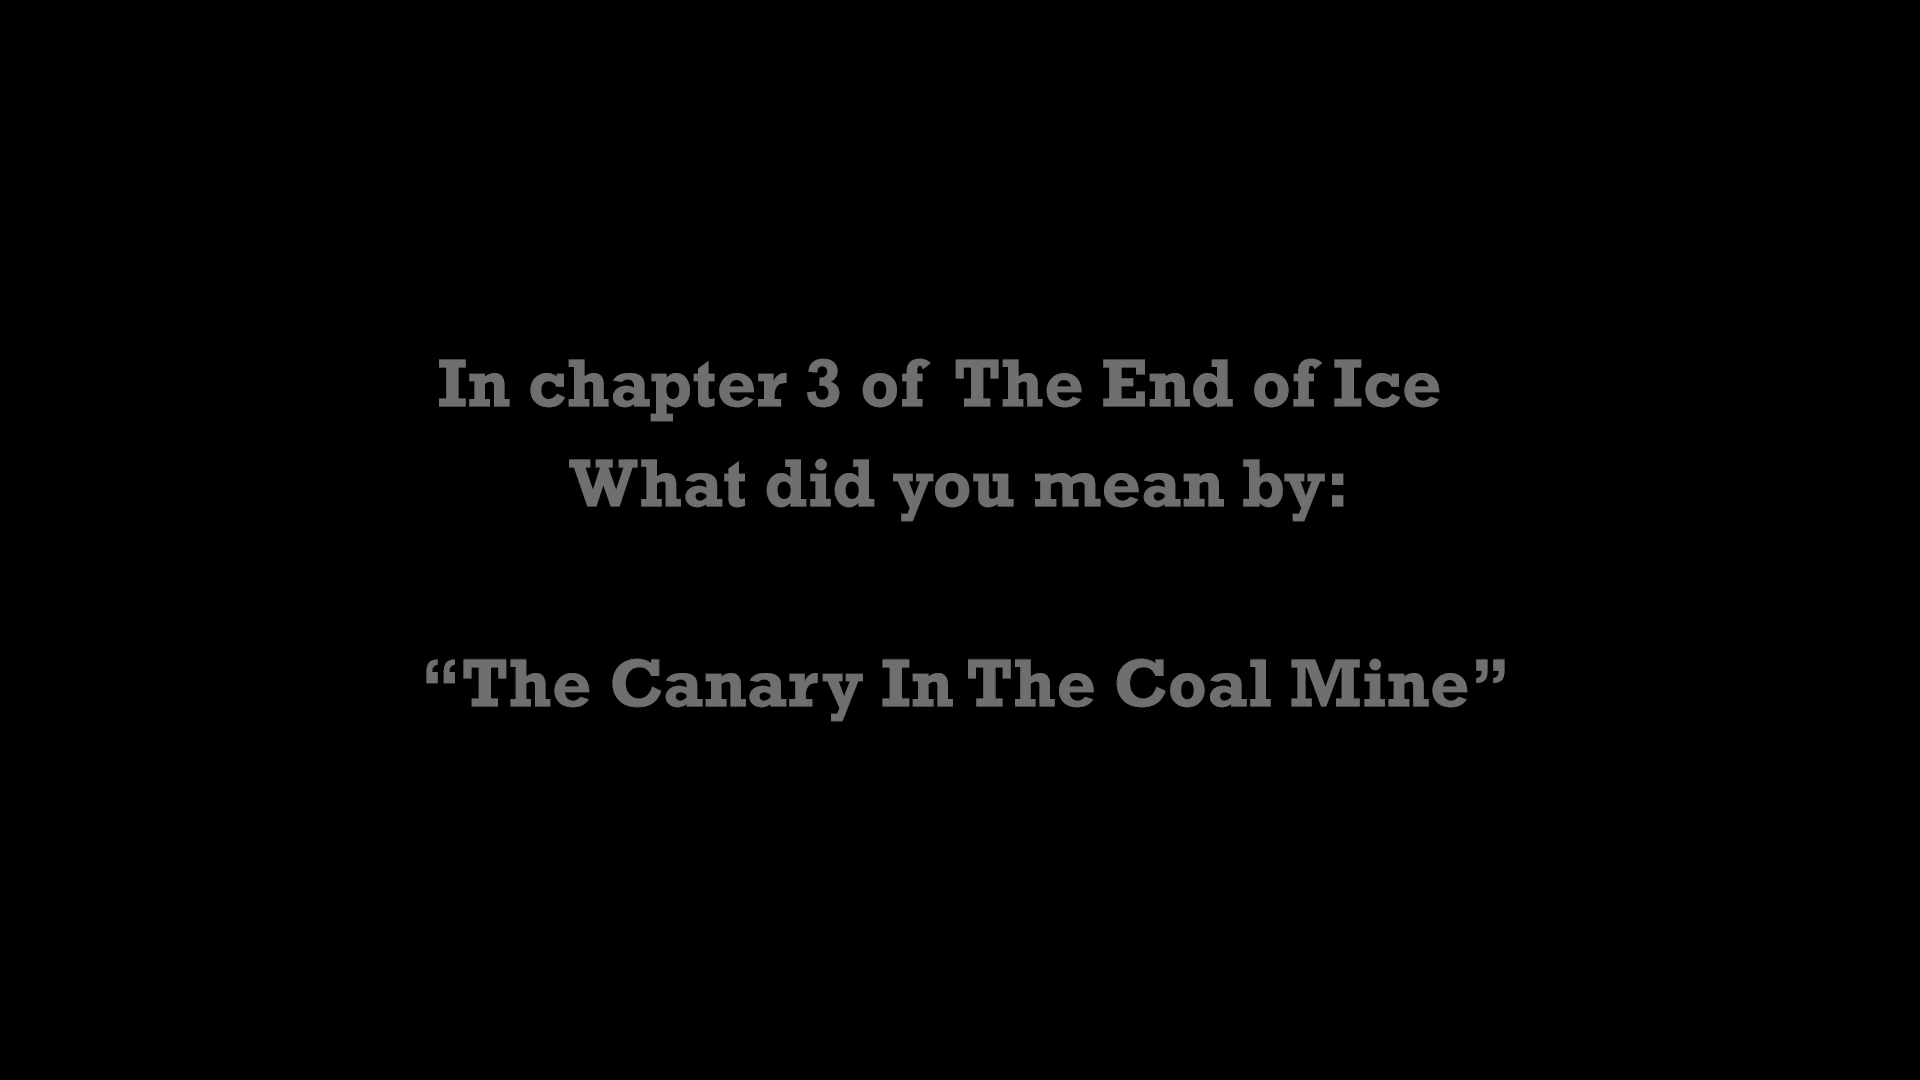 In chapter 3 of The End of Ice
What did you mean by:
“The Canary In The Coal Mine”